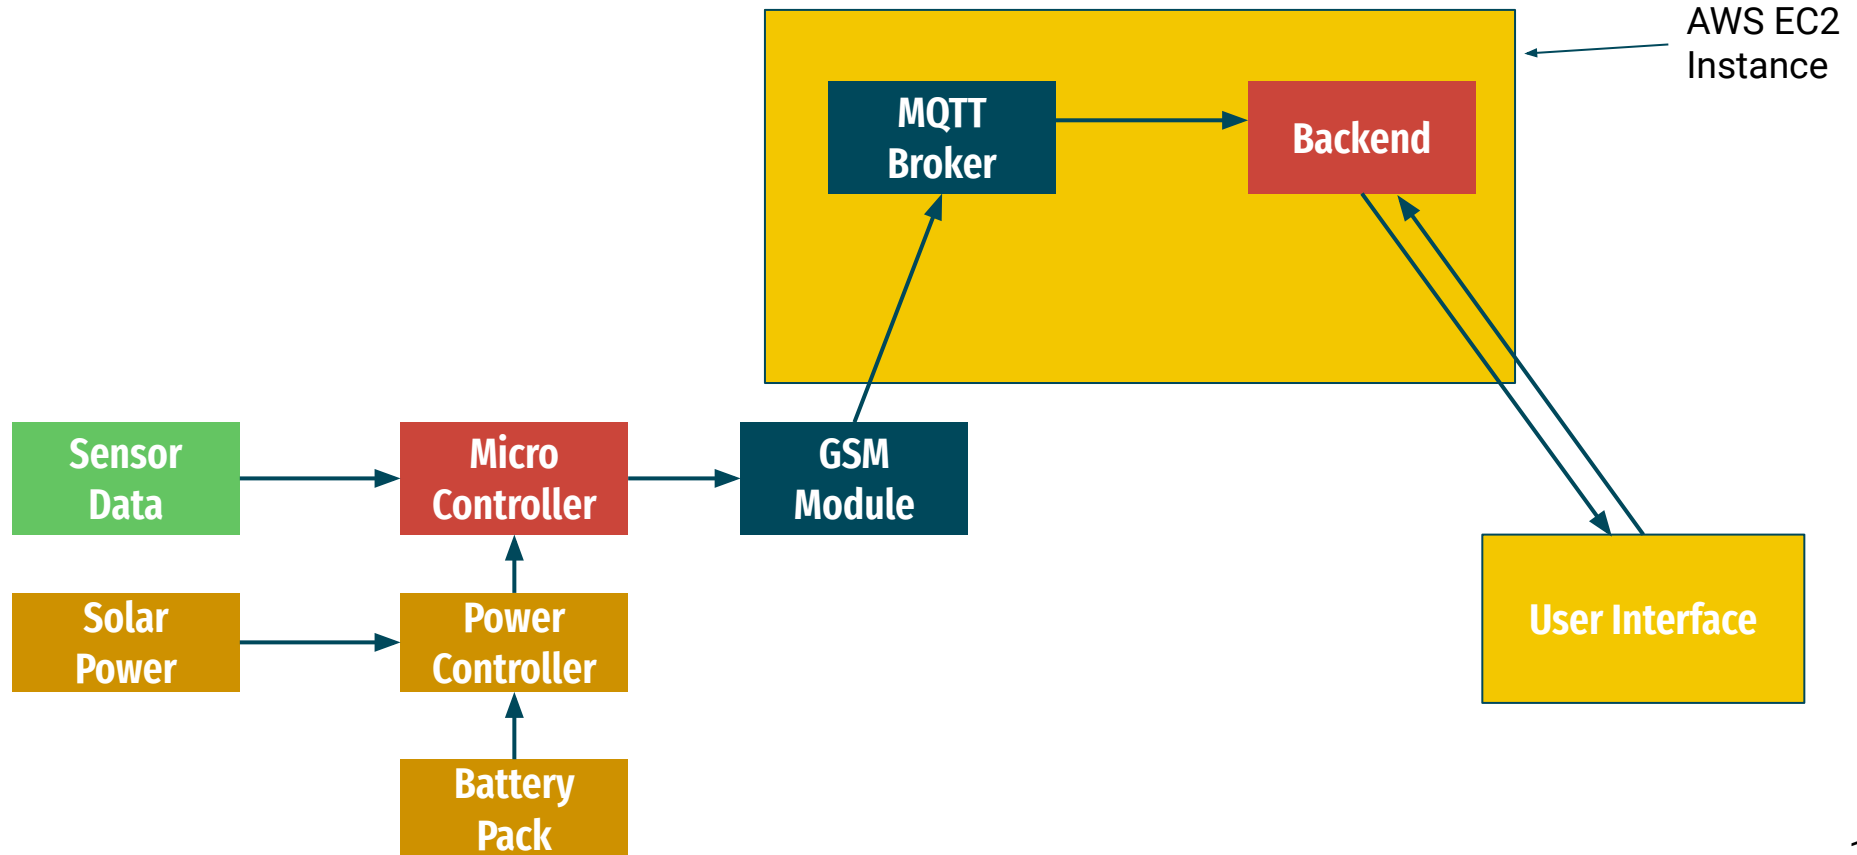 AWS EC2
Instance
MQTT
Broker
Backend
Sensor
Data
Micro
Controller
GSM
Module
Solar
Power
Power
Controller
User Interface
Battery
Pack